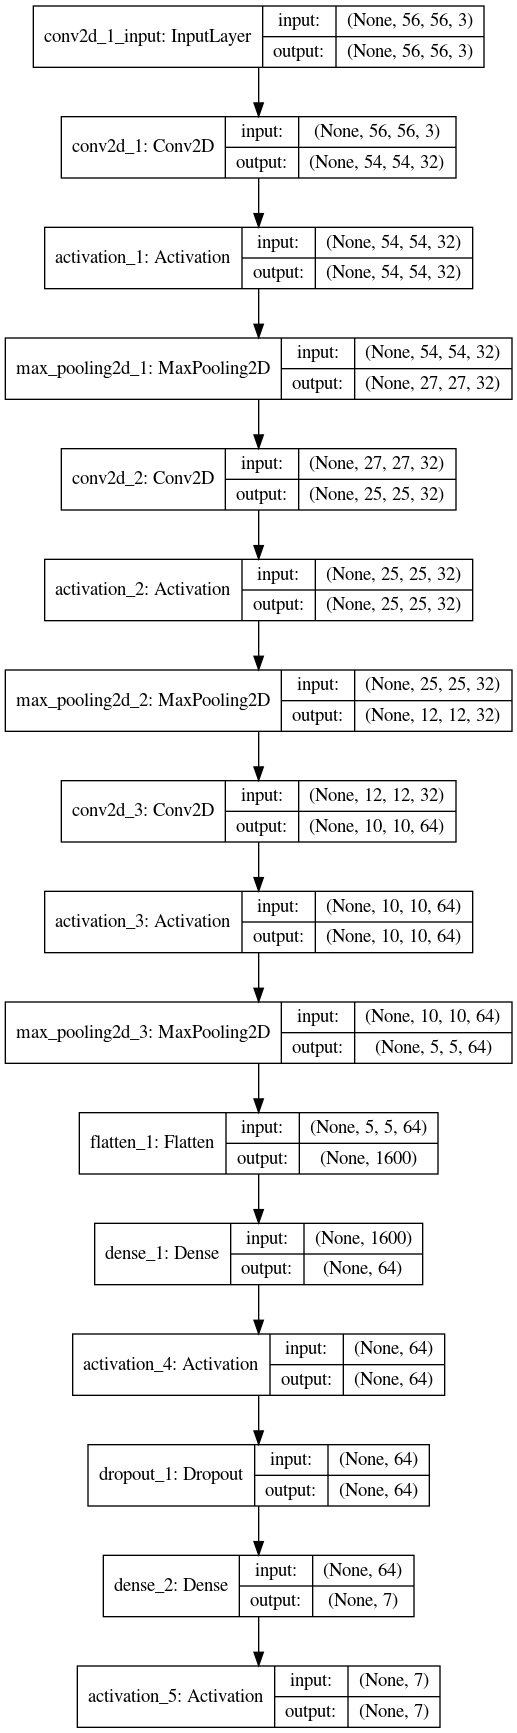 conv2d_1_input: InputLayer
input: (None, 56, 56, 3)
output: (None, 56, 56, 3)
conv2d_1: Conv2D
input: (None, 56, 56, 3)
output: (None, 54, 54, 32)
activation_1: Activation
input: (None, 54, 54, 32)
output: (None, 54, 54, 32)
max_pooling2d_1: MaxPooling2D
input: (None, 54, 54, 32)
output: (None, 27, 27, 32)
conv2d_2: Conv2D
input: (None, 27, 27, 32)
output: (None, 25, 25, 32)
activation_2: Activation
input: (None, 25, 25, 32)
output: (None, 25, 25, 32)
max_pooling2d_2: MaxPooling2D
input: (None, 25, 25, 32)
output: (None, 12, 12, 32)
conv2d_3: Conv2D
input: (None, 12, 12, 32)
output: (None, 10, 10, 64)
activation_3: Activation
input: (None, 10, 10, 64)
output: (None, 10, 10, 64)
max_pooling2d_3: MaxPooling2D
input: (None, 10, 10, 64)
output: (None, 5, 5, 64)
flatten_1: Flatten
input: (None, 5, 5, 64)
output: (None, 1600)
dense_1: Dense
input: (None, 1600)
output: (None, 64)
activation_4: Activation
input: (None, 64)
output: (None, 64)
dropout_1: Dropout
input: (None, 64)
output: (None, 64)
dense_2: Dense
input: (None, 64)
output: (None, 7)
activation_5: Activation
input: (None, 7)
output: (None, 7)